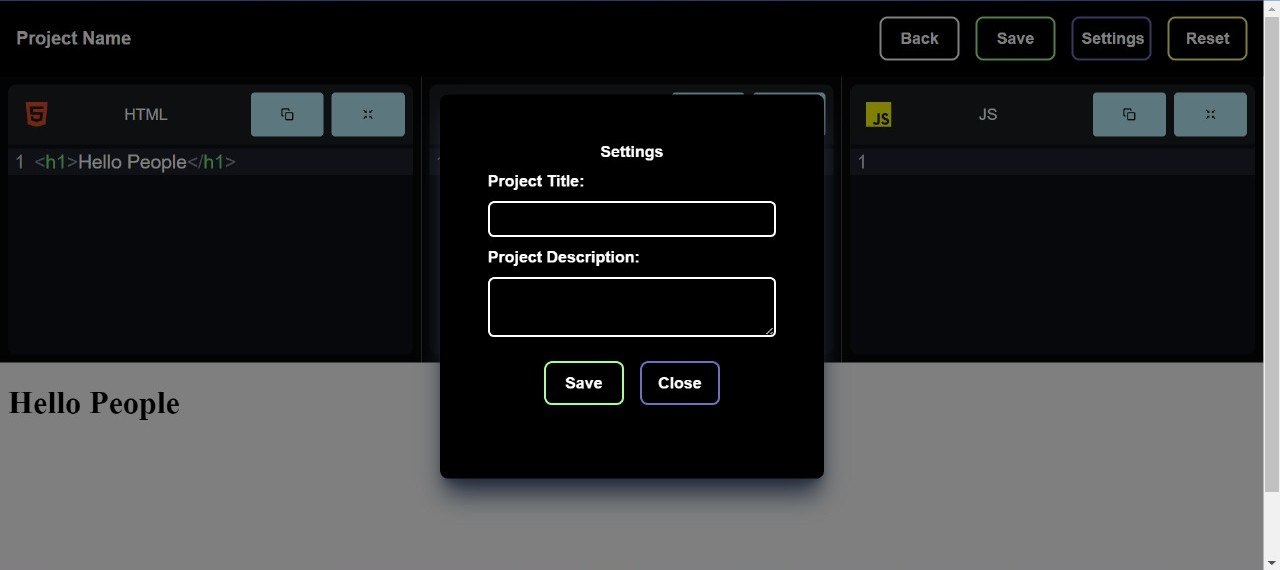 Project Name
Back
Save
Settings
Reset
5
HTML
JS
JS
1 <h1>Hello People</h1>
1
Settings
Project Title:
Project Description:
Save
Close
Hello People